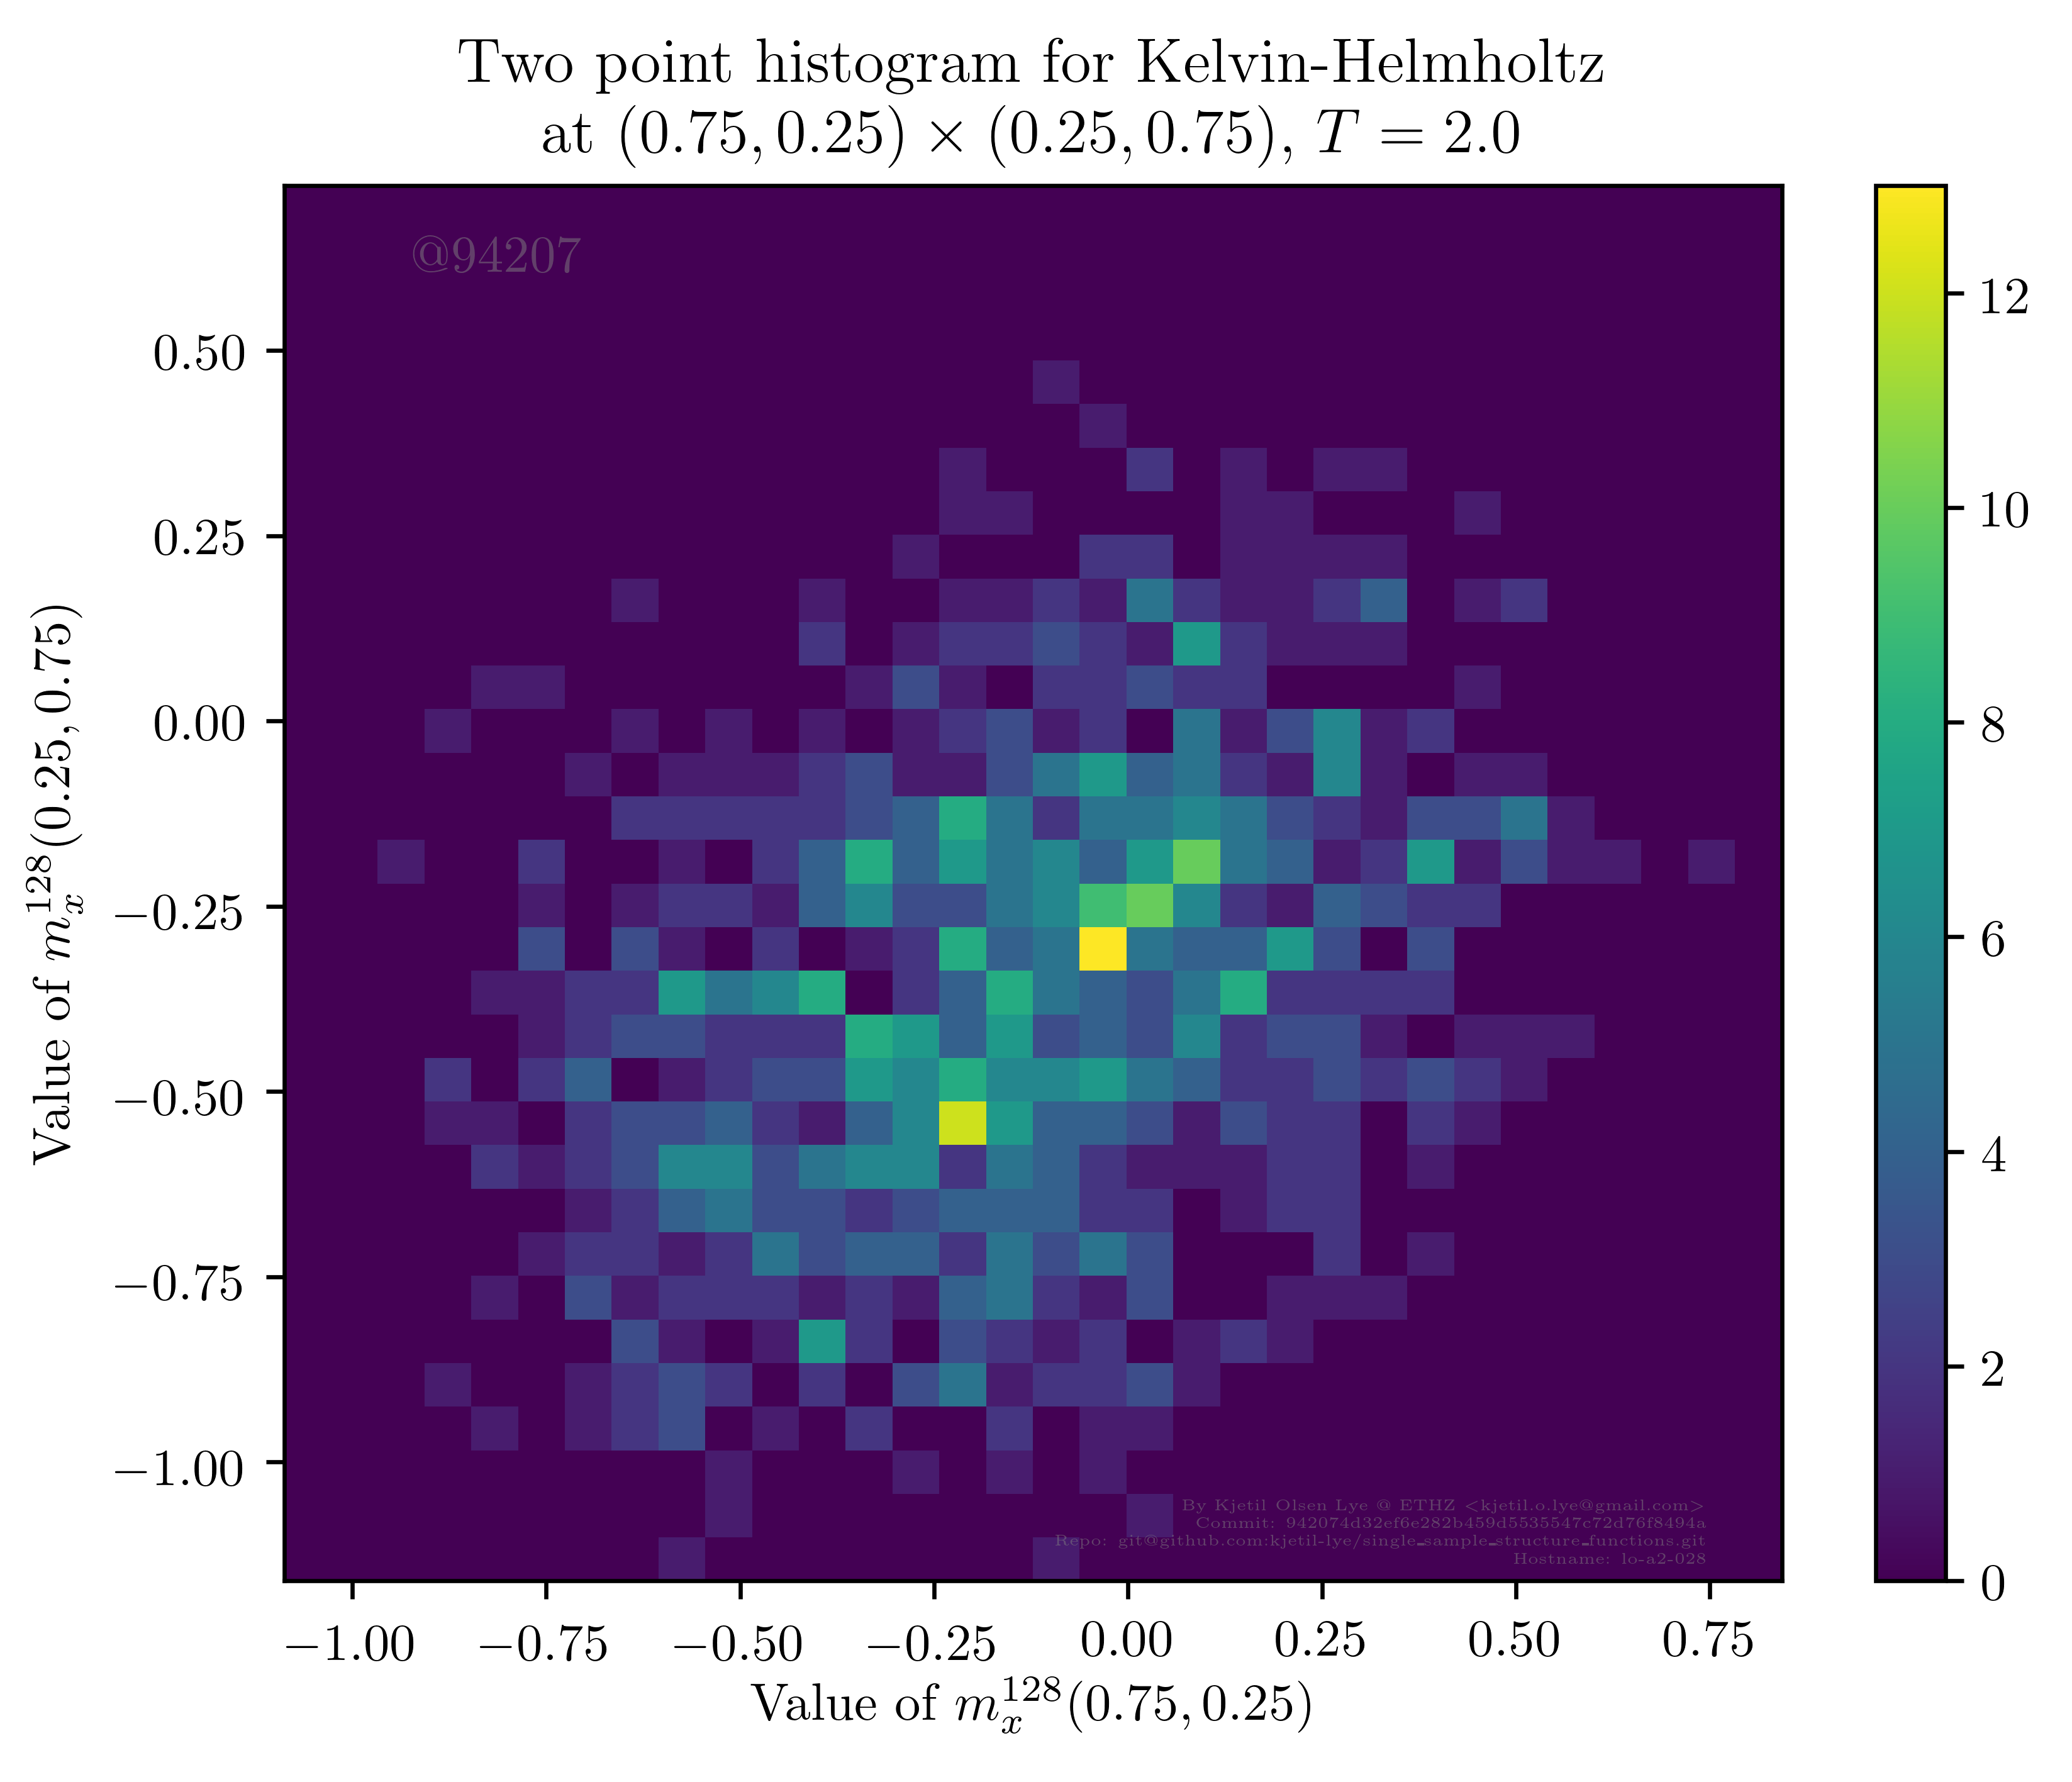 Two point histogram for Kelvin-Helmholtz
at (0.75, 0.25) × (0.25, 0.75), T = 2.0
@94207
0.50
0.25
0.00
−0.25
−0.50
−0.75
−1.00
Value of m_x^128(0.25, 0.75)
−1.00 −0.75 −0.50 −0.25 0.00 0.25 0.50 0.75
Value of m_x^128(0.75, 0.25)
12
10
8
6
4
2
0
By Kjetil Olsen Lye @ ETHZ <kjetil.o.lye@gmail.com>
Commit: 942074d32ef6e282b459d5535547c72d76f8494a
Repo: git@github.com:kjetil-lye/single_sample_structure_functions.git
Hostname: lo-a2-028